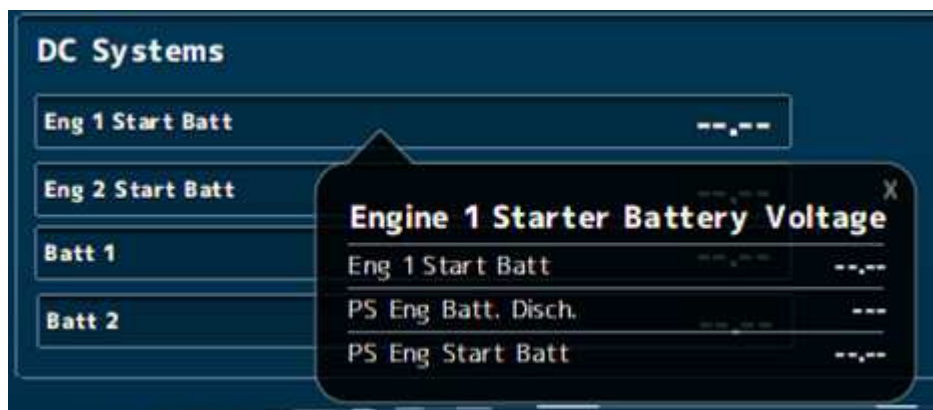 DC Systems
Eng 1 Start Batt --.--
Eng 2 Start Batt --.--
Batt 1 --.--
Batt 2 --.--
X
Engine 1 Starter Battery Voltage
Eng 1 Start Batt --.--
PS Eng Batt. Disch. ---
PS Eng Start Batt --.--